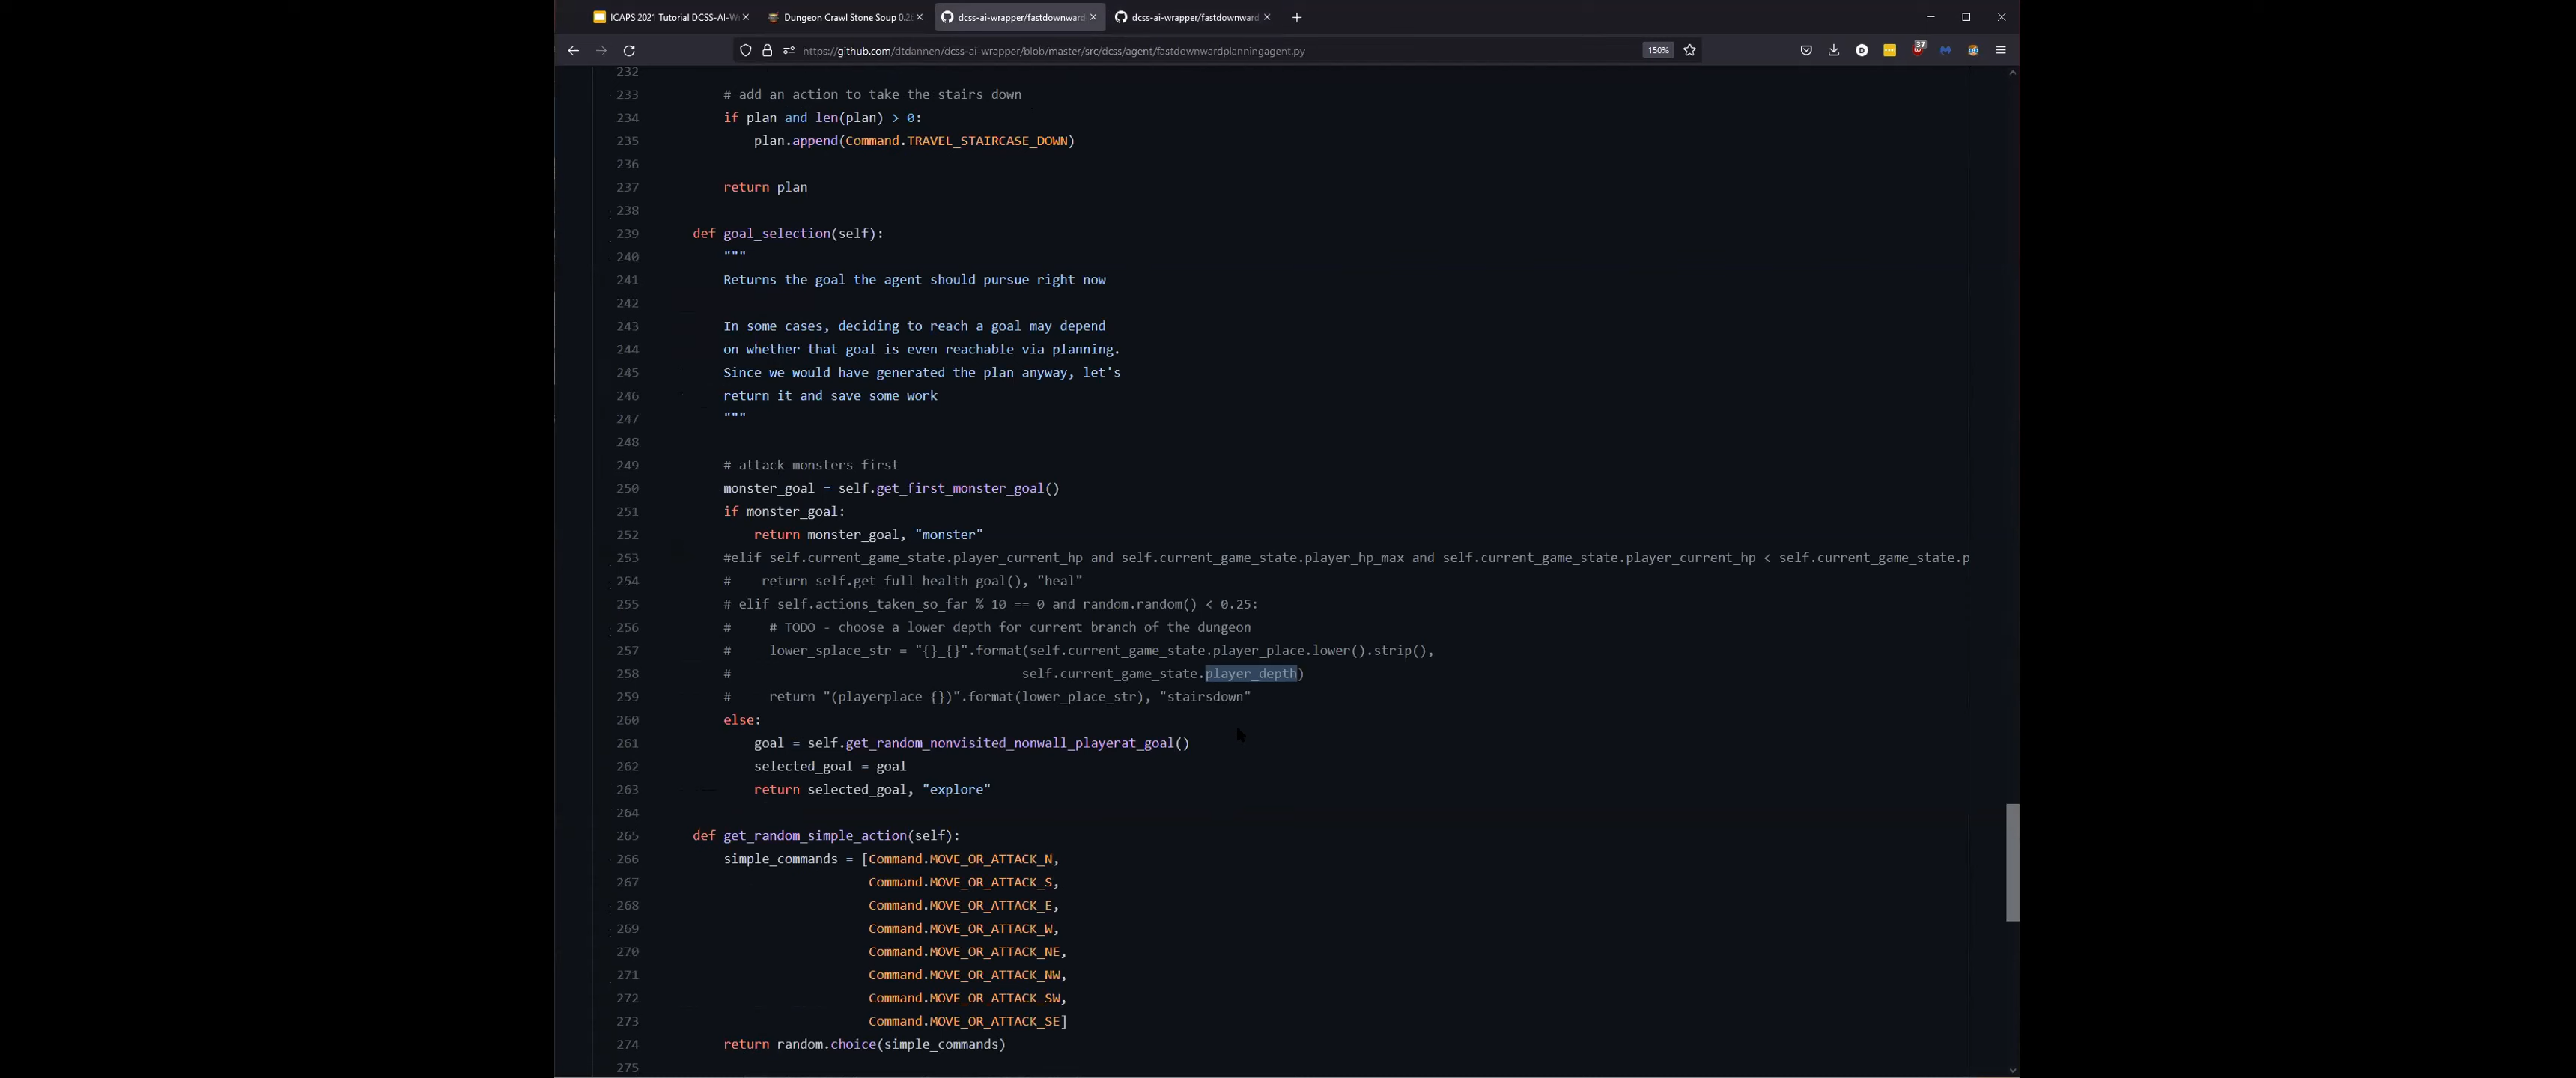 ICAPS 2021 Tutorial DCSS-AI-W
Dungeon Crawl Stone Soup 0.2
dcss-ai-wrapper/fastdownward
dcss-ai-wrapper/fastdownward
https://github.com/dtdannen/dcss-ai-wrapper/blob/master/src/dcss/agent/fastdownwardplanningagent.py
150%
37
232
233 # add an action to take the stairs down
234 if plan and len(plan) > 0:
235 plan.append(Command.TRAVEL_STAIRCASE_DOWN)
236
237 return plan
238
239 def goal_selection(self):
240 """
241 Returns the goal the agent should pursue right now
242
243 In some cases, deciding to reach a goal may depend
244 on whether that goal is even reachable via planning.
245 Since we would have generated the plan anyway, let's
246 return it and save some work
247 """
248
249 # attack monsters first
250 monster_goal = self.get_first_monster_goal()
251 if monster_goal:
252 return monster_goal, "monster"
253 #elif self.current_game_state.player_current_hp and self.current_game_state.player_hp_max and self.current_game_state.player_current_hp < self.current_game_state.p
254 # return self.get_full_health_goal(), "heal"
255 # elif self.actions_taken_so_far % 10 == 0 and random.random() < 0.25:
256 # # TODO - choose a lower depth for current branch of the dungeon
257 # lower_splace_str = "{}_{}".format(self.current_game_state.player_place.lower().strip(),
258 # self.current_game_state.player_depth)
259 # return "(playerplace {})".format(lower_place_str), "stairsdown"
260 else:
261 goal = self.get_random_nonvisited_nonwall_playerat_goal()
262 selected_goal = goal
263 return selected_goal, "explore"
264
265 def get_random_simple_action(self):
266 simple_commands = [Command.MOVE_OR_ATTACK_N,
267 Command.MOVE_OR_ATTACK_S,
268 Command.MOVE_OR_ATTACK_E,
269 Command.MOVE_OR_ATTACK_W,
270 Command.MOVE_OR_ATTACK_NE,
271 Command.MOVE_OR_ATTACK_NW,
272 Command.MOVE_OR_ATTACK_SW,
273 Command.MOVE_OR_ATTACK_SE]
274 return random.choice(simple_commands)
275